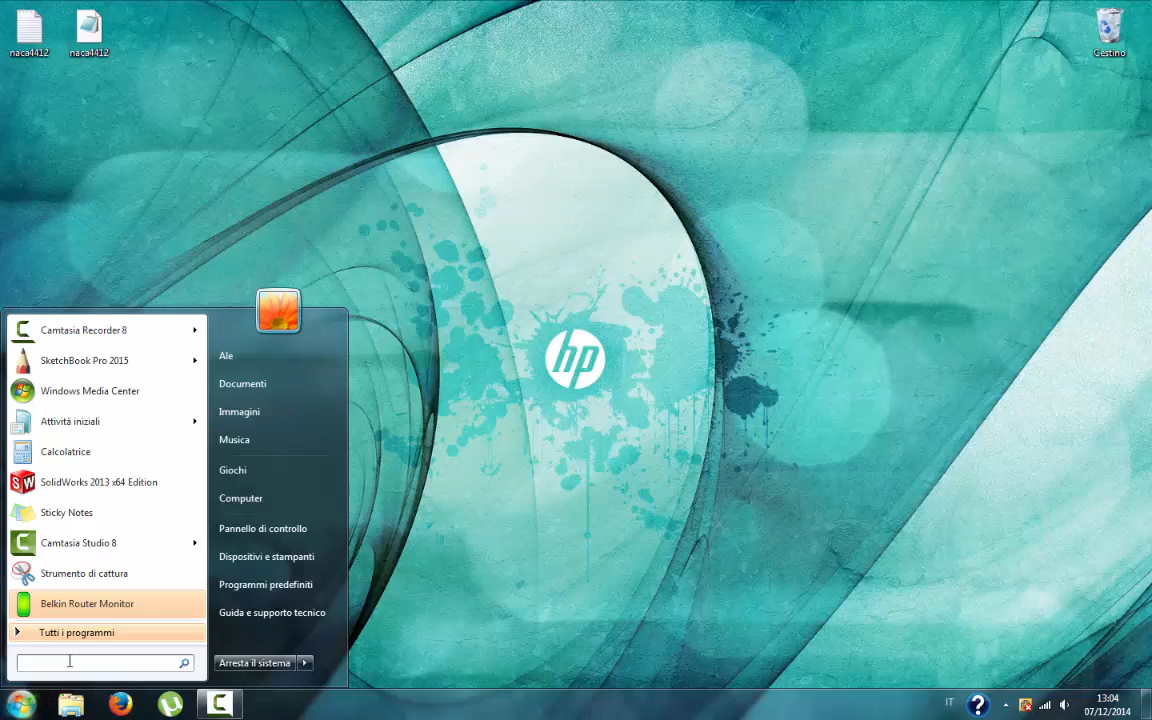 naca4412
naca4412
Cestino
hp
Camtasia Recorder 8
SketchBook Pro 2015
Windows Media Center
Attività iniziali
Calcolatrice
SolidWorks 2013 x64 Edition
Sticky Notes
Camtasia Studio 8
Strumento di cattura
Belkin Router Monitor
Tutti i programmi
Ale
Documenti
Immagini
Musica
Giochi
Computer
Pannello di controllo
Dispositivi e stampanti
Programmi predefiniti
Guida e supporto tecnico
Arresta il sistema
IT
13:04
07/12/2014